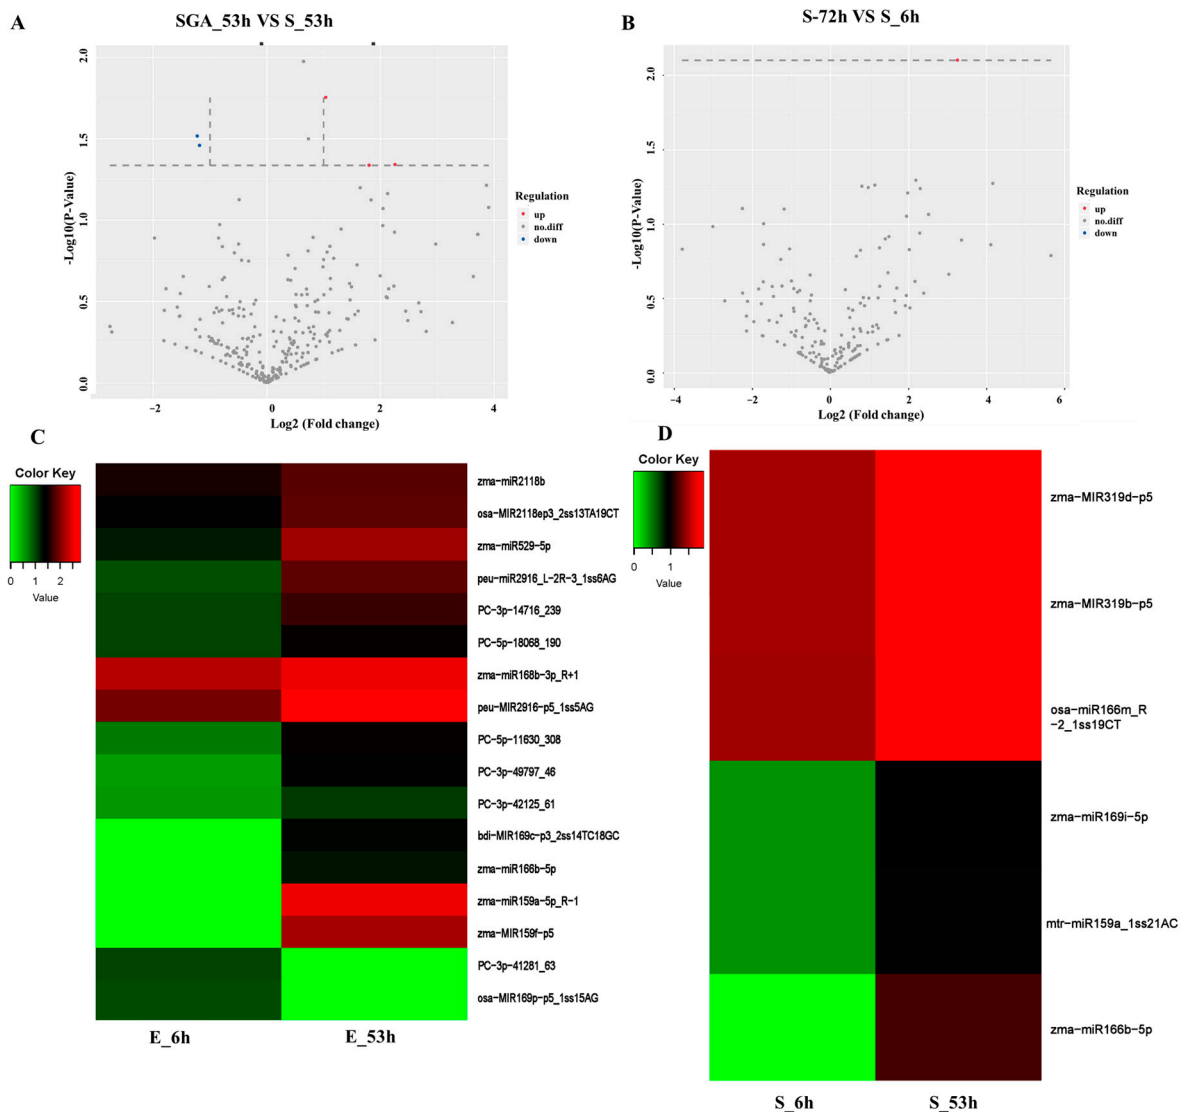 A
SGA_53h VS S_53h
2.0
1.5
1.0
0.5
0.0
-Log10(P-Value)
−2
0
2
4
Log2 (Fold change)
Regulation
up
no.diff
down
B
S-72h VS S_6h
2.0
1.5
1.0
0.5
0.0
-Log10(P-Value)
−4
−2
0
2
4
6
Log2 (Fold change)
Regulation
up
no.diff
down
C
Color Key
0 1 2
Value
zma−miR2118b
osa−MIR2118ep3_2ss13TA19CT
zma−miR529−5p
peu−miR2916_L−2R−3_1ss6AG
PC−3p−14716_239
PC−5p−18068_190
zma−miR168b−3p_R+1
peu−MIR2916−p5_1ss5AG
PC−5p−11630_308
PC−3p−49797_46
PC−3p−42125_61
bdi−MIR169c−p3_2ss14TC18GC
zma−miR166b−5p
zma−miR159a−5p_R−1
zma−MIR159f−p5
PC−3p−41281_63
osa−MIR169p−p5_1ss15AG
E_6h
E_53h
D
Color Key
0 1
Value
zma−MIR319d−p5
zma−MIR319b−p5
osa−miR166m_R
−2_1ss19CT
zma−miR169i−5p
mtr−miR159a_1ss21AC
zma−miR166b−5p
S_6h
S_53h